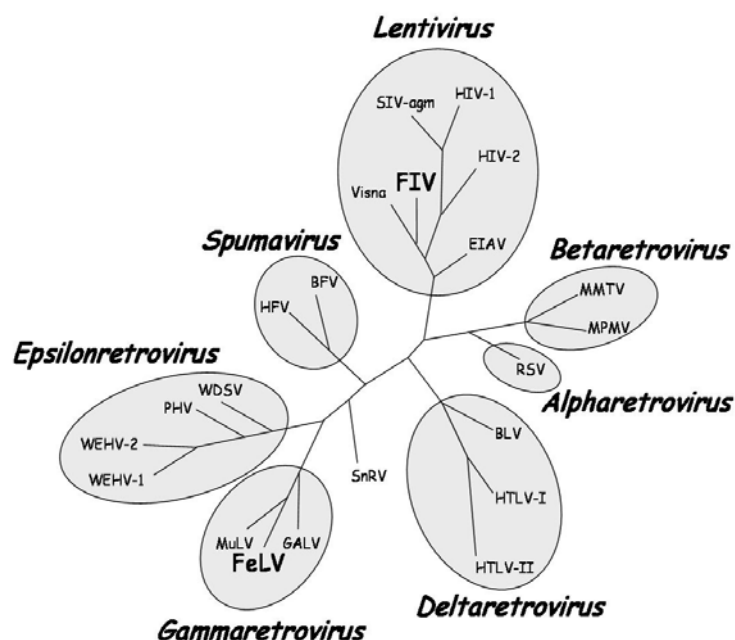 Lentivirus
SIV-agm
HIV-1
HIV-2
FIV
Visna
EIAV
Spumavirus
BFV
HFV
Betaretrovirus
MMTV
MPMV
RSV
Alpharetrovirus
Epsilonretrovirus
WDSV
PHV
WEHV-2
WEHV-1
SnRV
BLV
HTLV-I
HTLV-II
Deltaretrovirus
MuLV
GALV
FeLV
Gammaretrovirus